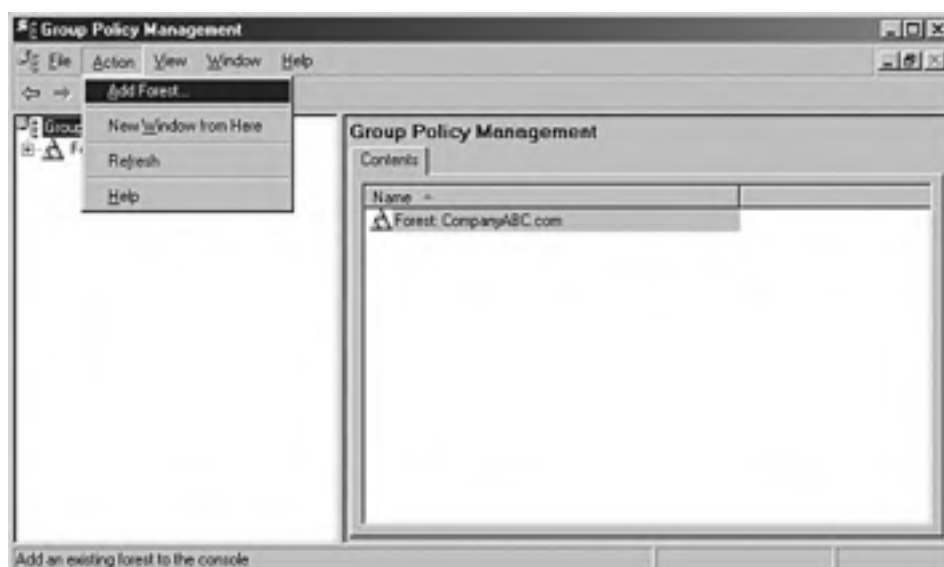 Group Policy Management
File Action View Window Help
Add Forest...
New Window from Here
Refresh
Help
Group Policy Management
Contents
Name
Forest: CompanyABC.com
Add an existing forest to the console